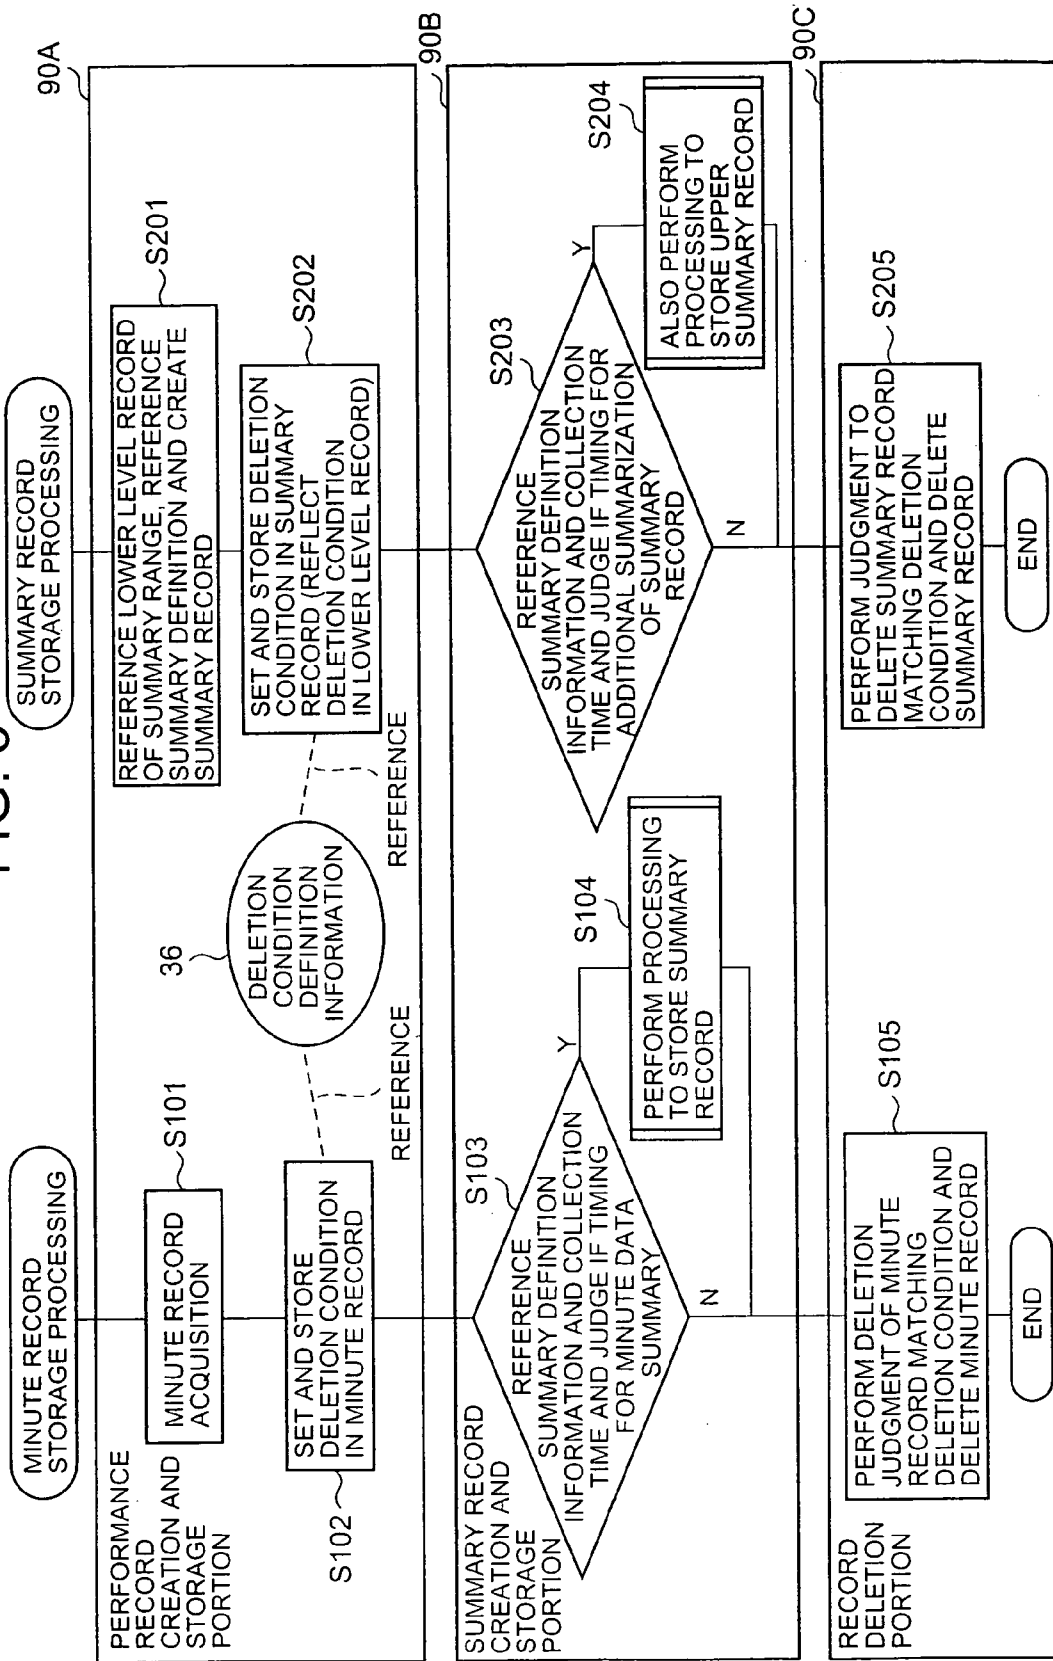 MINUTE RECORD
STORAGE PROCESSING
SUMMARY RECORD
STORAGE PROCESSING
90A
PERFORMANCE
RECORD
CREATION AND
STORAGE
PORTION
MINUTE RECORD
ACQUISITION
S101
SET AND STORE
DELETION CONDITION
IN MINUTE RECORD
S102
REFERENCE
36
DELETION
CONDITION
DEFINITION
INFORMATION
REFERENCE
REFERENCE LOWER LEVEL RECORD
OF SUMMARY RANGE, REFERENCE
SUMMARY DEFINITION AND CREATE
SUMMARY RECORD
S201
SET AND STORE DELETION
CONDITION IN SUMMARY
RECORD (REFLECT
DELETION CONDITION
IN LOWER LEVEL RECORD)
S202
90B
SUMMARY RECORD
CREATION AND
STORAGE
PORTION
S103
REFERENCE
SUMMARY DEFINITION
INFORMATION AND COLLECTION
TIME AND JUDGE IF TIMING
FOR MINUTE DATA
SUMMARY
Y
N
S104
PERFORM PROCESSING
TO STORE SUMMARY
RECORD
S203
REFERENCE
SUMMARY DEFINITION
INFORMATION AND COLLECTION
TIME AND JUDGE IF TIMING FOR
ADDITIONAL SUMMARIZATION
OF SUMMARY
RECORD
Y
N
S204
ALSO PERFORM
PROCESSING TO
STORE UPPER
SUMMARY RECORD
90C
RECORD
DELETION
PORTION
PERFORM DELETION
JUDGMENT OF MINUTE
RECORD MATCHING
DELETION CONDITION AND
DELETE MINUTE RECORD
S105
END
PERFORM JUDGMENT TO
DELETE SUMMARY RECORD
MATCHING DELETION
CONDITION AND DELETE
SUMMARY RECORD
S205
END